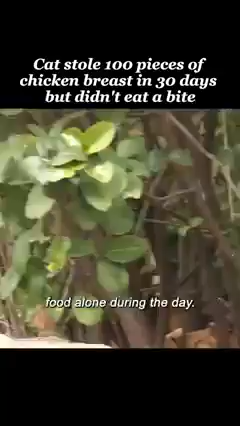 Cat stole 100 pieces of
chicken breast in 30 days
but didn't eat a bite
food alone during the day.